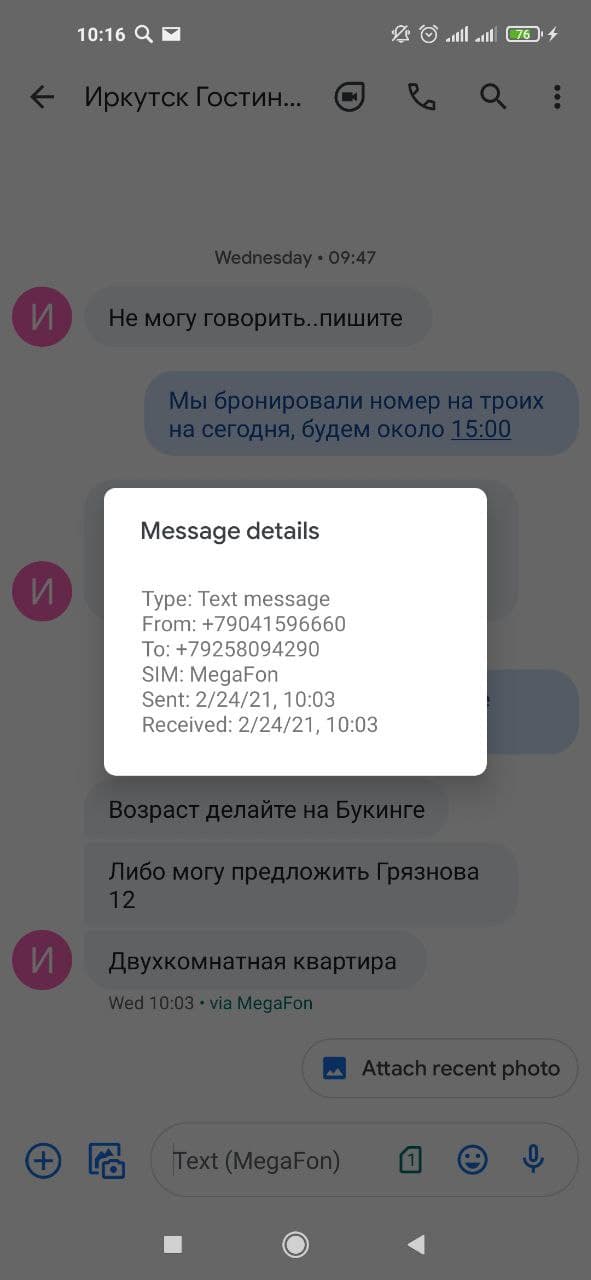 10:16
76
Иркутск Гостин...
Wednesday • 09:47
И
Не могу говорить..пишите
Мы бронировали номер на троих
на сегодня, будем около 15:00
Message details
Type: Text message
From: +79041596660
To: +79258094290
SIM: MegaFon
Sent: 2/24/21, 10:03
Received: 2/24/21, 10:03
И
Возраст делайте на Букинге
Либо могу предложить Грязнова
12
И
Двухкомнатная квартира
Wed 10:03 • via MegaFon
Attach recent photo
Text (MegaFon)
1